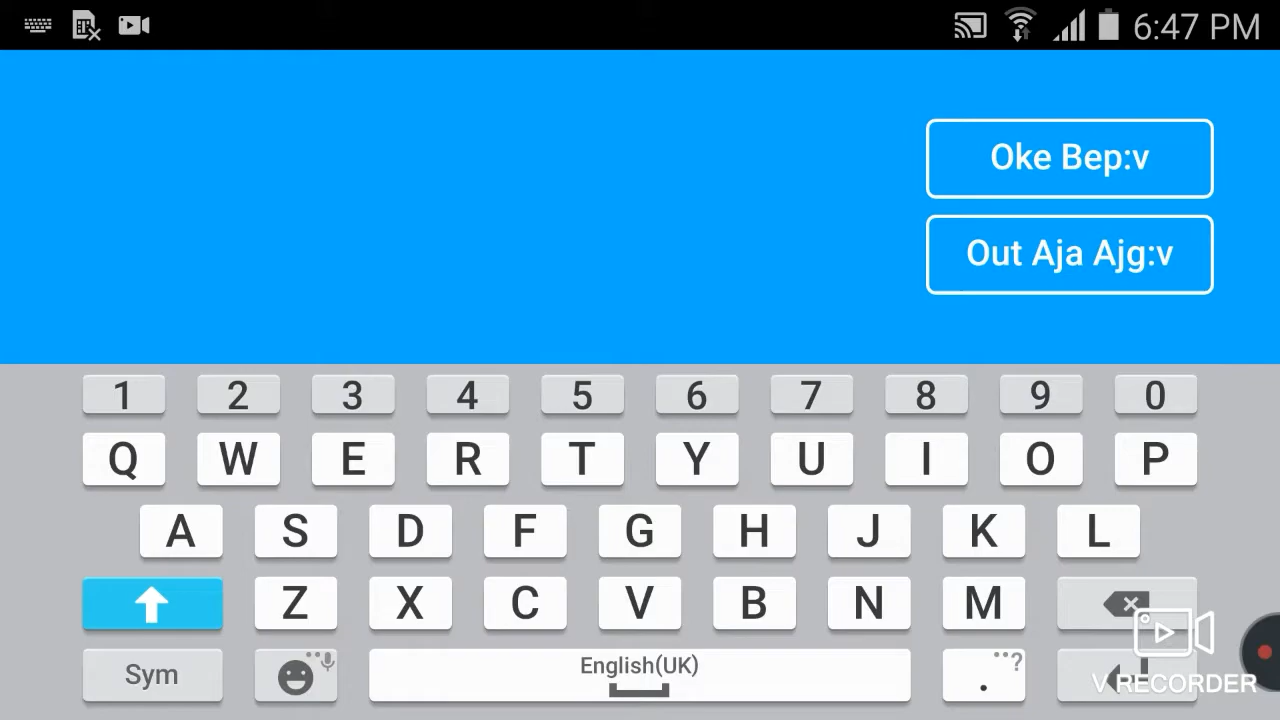 6:47 PM
Oke Bep:v
Out Aja Ajg:v
1 2 3 4 5 6 7 8 9 0
Q W E R T Y U I O P
A S D F G H J K L
Z X C V B N M
Sym English(UK) . ?
V RECORDER